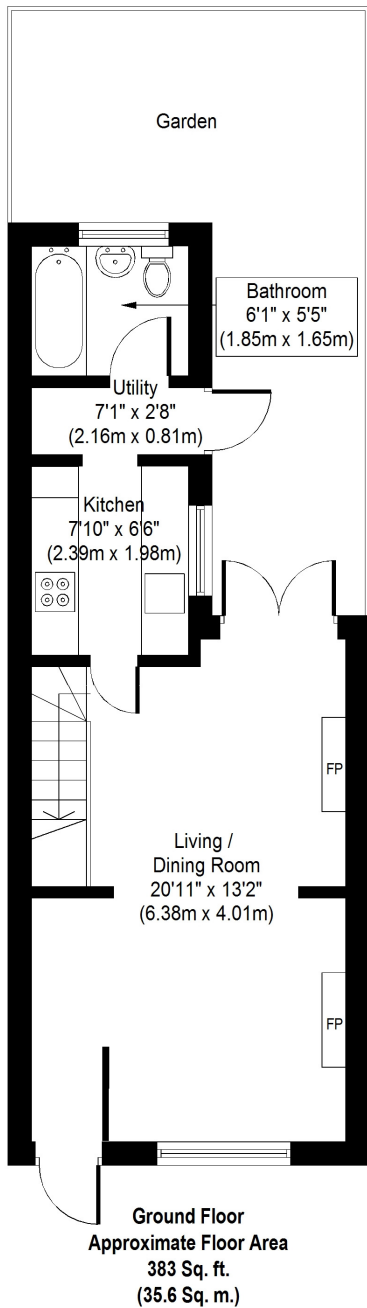 Garden
Bathroom
6'1" x 5'5"
(1.85m x 1.65m)
Utility
7'1" x 2'8"
(2.16m x 0.81m)
Kitchen
7'10" x 6'6"
(2.39m x 1.98m)
FP
Living /
Dining Room
20'11" x 13'2"
(6.38m x 4.01m)
FP
Ground Floor
Approximate Floor Area
383 Sq. ft.
(35.6 Sq. m.)